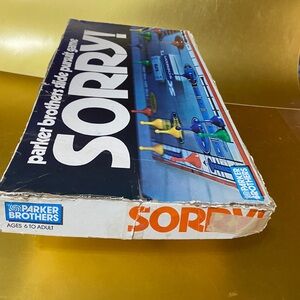 SORRY!
parker brothers slide pursuit game
PARKER
BROTHERS
PARKER
BROTHERS
AGES 6 TO ADULT
SORRY!